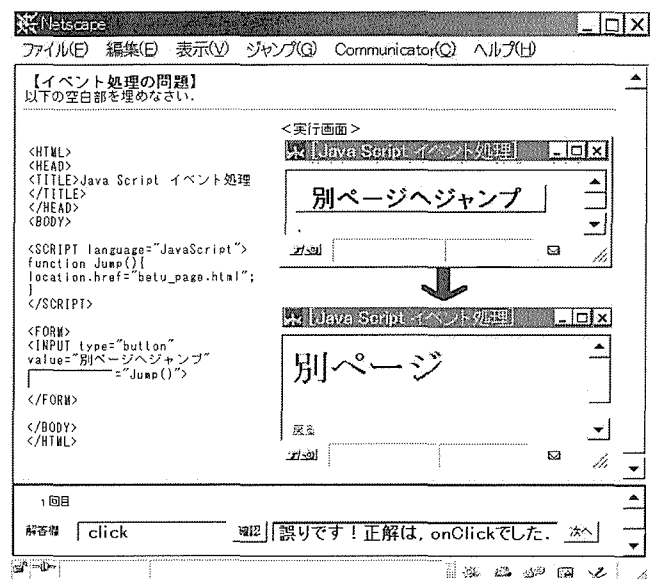 Netscape
ファイル(F) 編集(E) 表示(V) ジャンプ(G) Communicator(C) ヘルプ(H)
【イベント処理の問題】
以下の空白部を埋めなさい.
<HTML>
<HEAD>
<TITLE>Java Script イベント処理
</TITLE>
</HEAD>
<BODY>
<SCRIPT language="JavaScript">
function Jump(){
location.href="betu_page.html";
}
</SCRIPT>
<FORM>
<INPUT type="button"
value="別ページへジャンプ"
="Jump()">
</FORM>
</BODY>
</HTML>
<実行画面>
[Java Script イベント処理]
別ページへジャンプ
[Java Script イベント処理]
別ページ
戻る
1回目
解答欄 click 確認 誤りです!正解は, onClickでした. 次へ